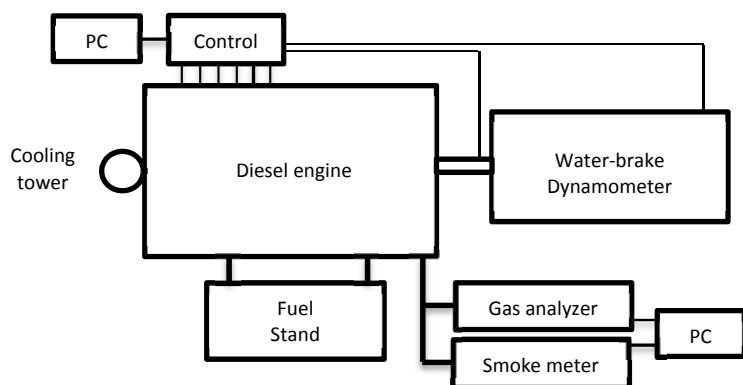 PC
Control
Cooling
tower
Diesel engine
Water-brake
Dynamometer
Fuel
Stand
Gas analyzer
Smoke meter
PC